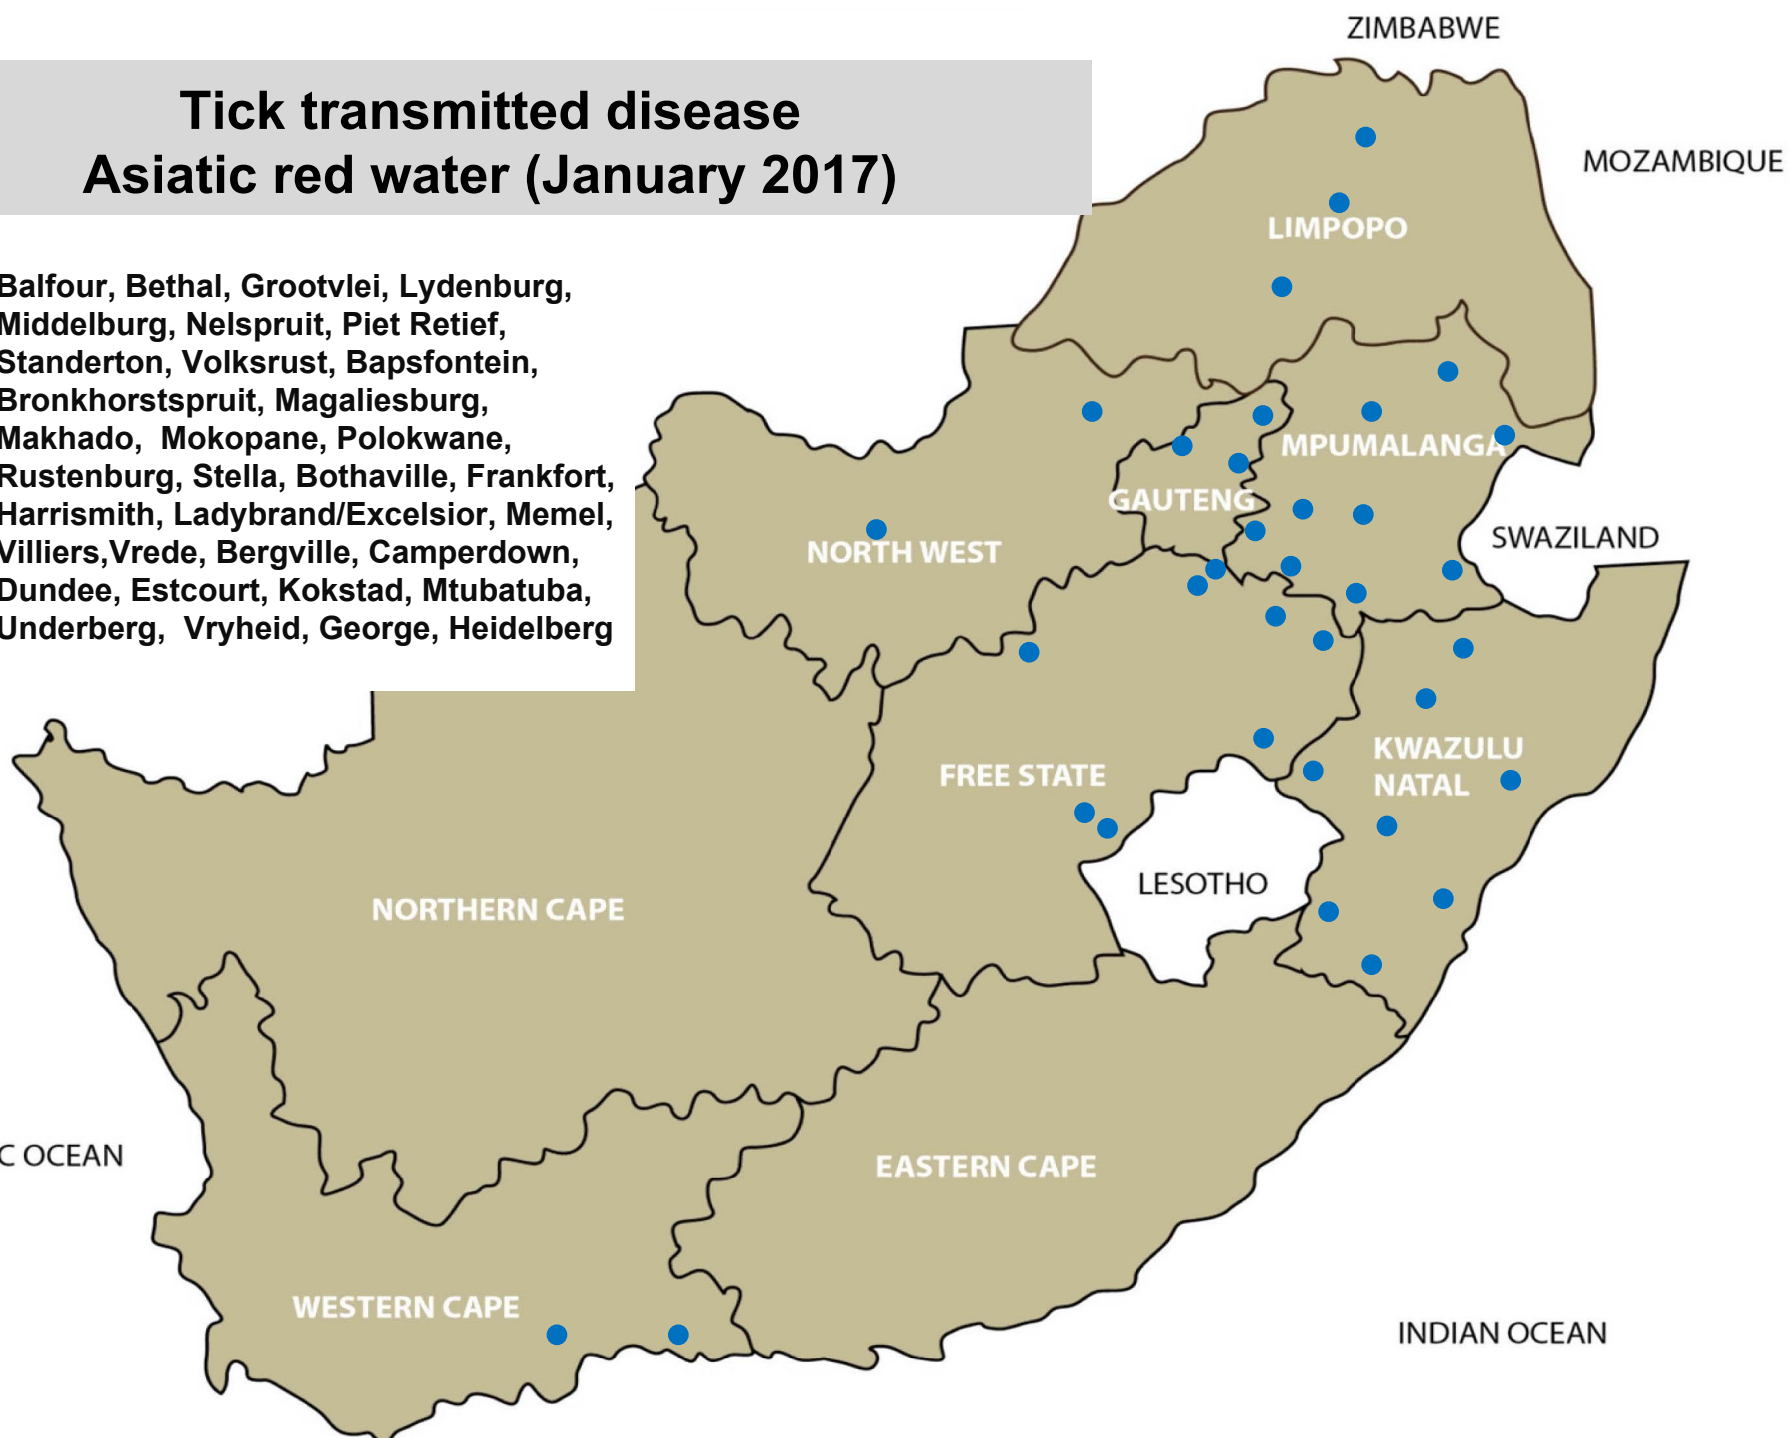 ZIMBABWE
Tick transmitted disease
Asiatic red water (January 2017)
MOZAMBIQUE
LIMPOPO
Balfour, Bethal, Grootvlei, Lydenburg,
Middelburg, Nelspruit, Piet Retief,
Standerton, Volksrust, Bapsfontein,
Bronkhorstspruit, Magaliesburg,
Makhado, Mokopane, Polokwane,
Rustenburg, Stella, Bothaville, Frankfort,
Harrismith, Ladybrand/Excelsior, Memel,
Villiers,Vrede, Bergville, Camperdown,
Dundee, Estcourt, Kokstad, Mtubatuba,
Underberg, Vryheid, George, Heidelberg
MPUMALANGA
GAUTENG
SWAZILAND
NORTH WEST
KWAZULU
NATAL
FREE STATE
LESOTHO
NORTHERN CAPE
C OCEAN
EASTERN CAPE
WESTERN CAPE
INDIAN OCEAN